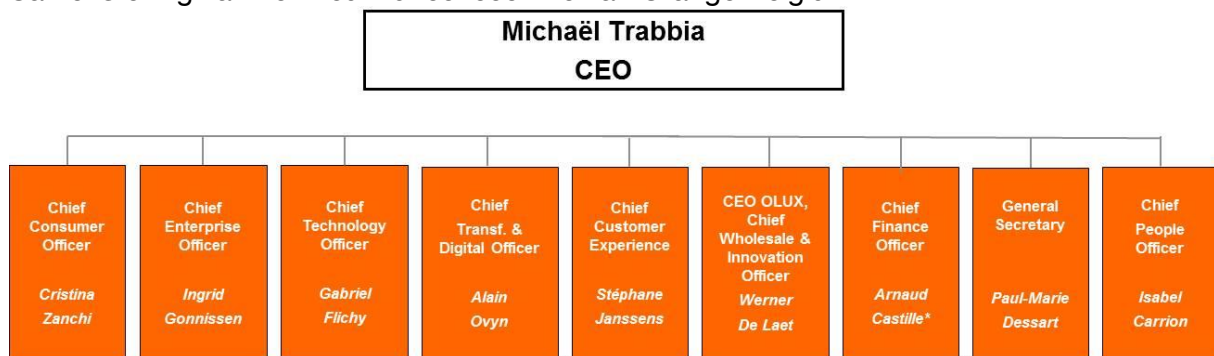 Michaël Trabbia
CEO
Chief
Consumer
Officer
Cristina
Zanchi
Chief
Enterprise
Officer
Ingrid
Gonnissen
Chief
Technology
Officer
Gabriel
Flichy
Chief
Transf. &
Digital Officer
Alain
Ovyn
Chief
Customer
Experience
Stéphane
Janssens
CEO OLUX,
Chief
Wholesale &
Innovation
Officer
Werner
De Laet
Chief
Finance
Officer
Arnaud
Castille*
General
Secretary
Paul-Marie
Dessart
Chief
People
Officer
Isabel
Carrion